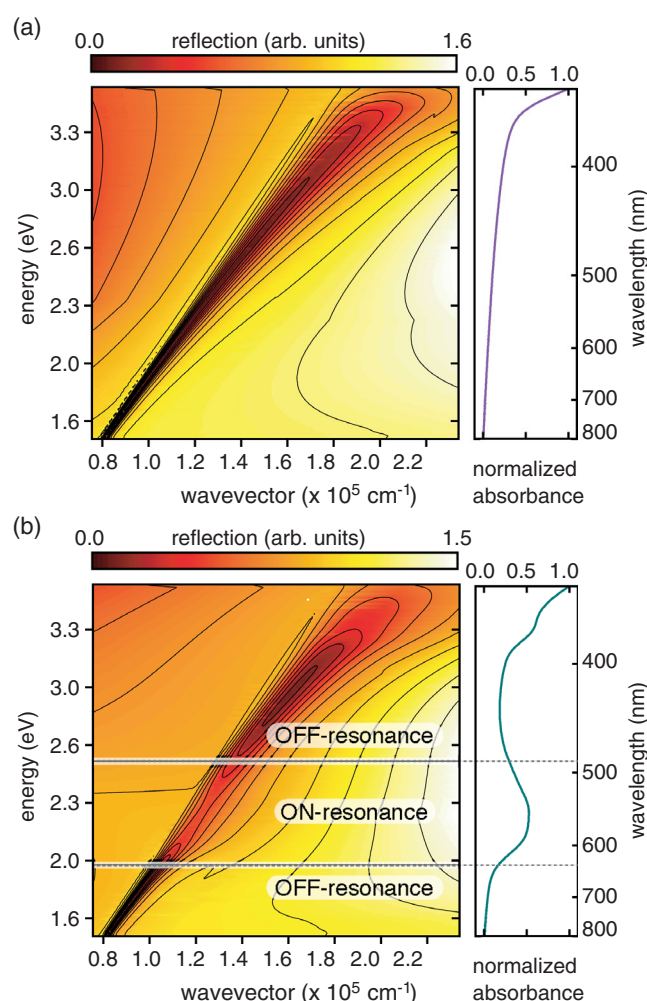 (a)
0.0 reflection (arb. units) 1.6
0.0 0.5 1.0
3.3
3.0
2.6
2.3
2.0
1.6
energy (eV)
0.8 1.0 1.2 1.4 1.6 1.8 2.0 2.2
wavevector (x 10⁵ cm⁻¹)
400
500
600
700
800
wavelength (nm)
normalized
absorbance
(b)
0.0 reflection (arb. units) 1.5
0.0 0.5 1.0
3.3
3.0
2.6
2.3
2.0
1.6
energy (eV)
OFF-resonance
ON-resonance
OFF-resonance
0.8 1.0 1.2 1.4 1.6 1.8 2.0 2.2
wavevector (x 10⁵ cm⁻¹)
400
500
600
700
800
wavelength (nm)
normalized
absorbance